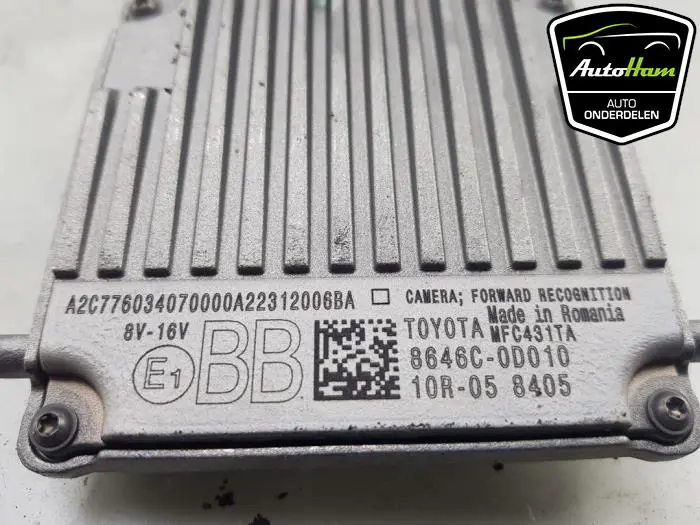 AutoHam
AUTO
ONDERDELEN
A2C776034070000A22312006BA □ CAMERA; FORWARD RECOGNITION
8V-16V BB TOYOTA Made in Romania
MFC431TA
E1 8646C-0D010
10R-05 8405